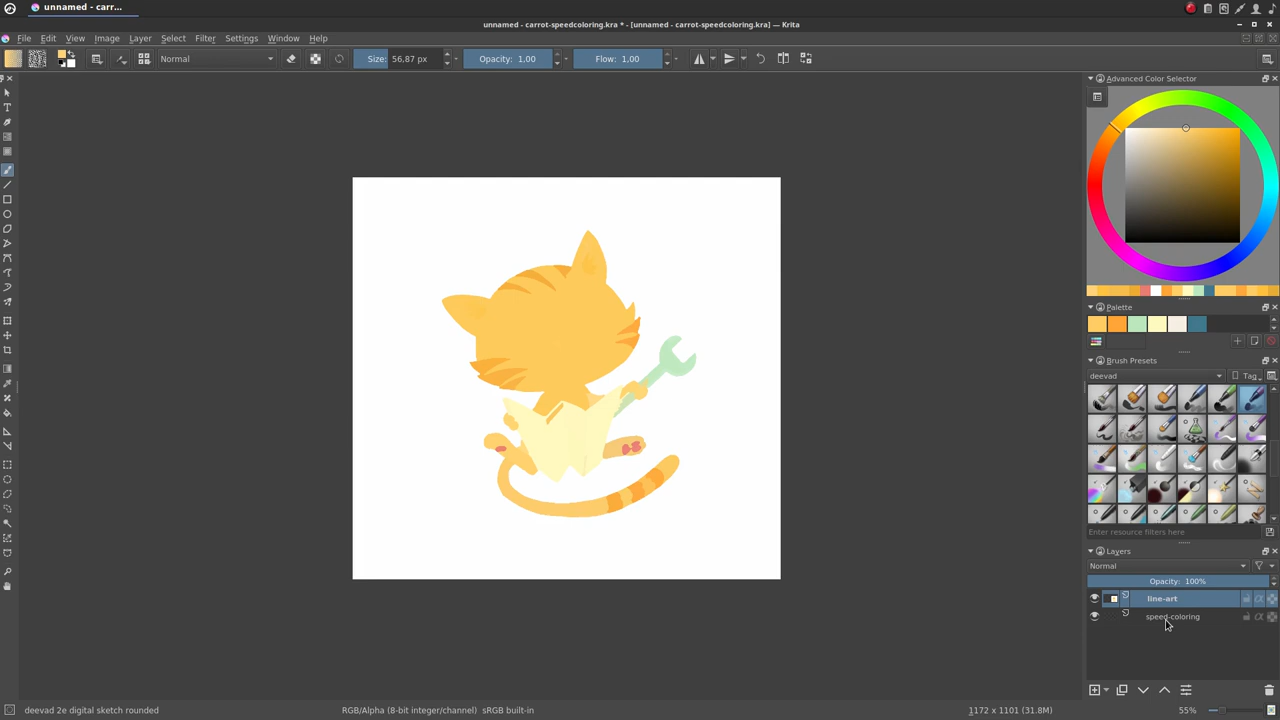 unnamed - carr...
unnamed - carrot-speedcoloring.kra * - [unnamed - carrot-speedcoloring.kra] — Krita
File Edit View Image Layer Select Filter Settings Window Help
Normal Size: 56,87 px Opacity: 1,00 Flow: 1,00
Advanced Color Selector
Palette
Brush Presets
deevad Tag
Enter resource filters here
Layers
Normal
Opacity: 100%
line-art
speed-coloring
deevad 2e digital sketch rounded RGB/Alpha (8-bit integer/channel) sRGB built-in 1172 x 1101 (31.8M) 55%